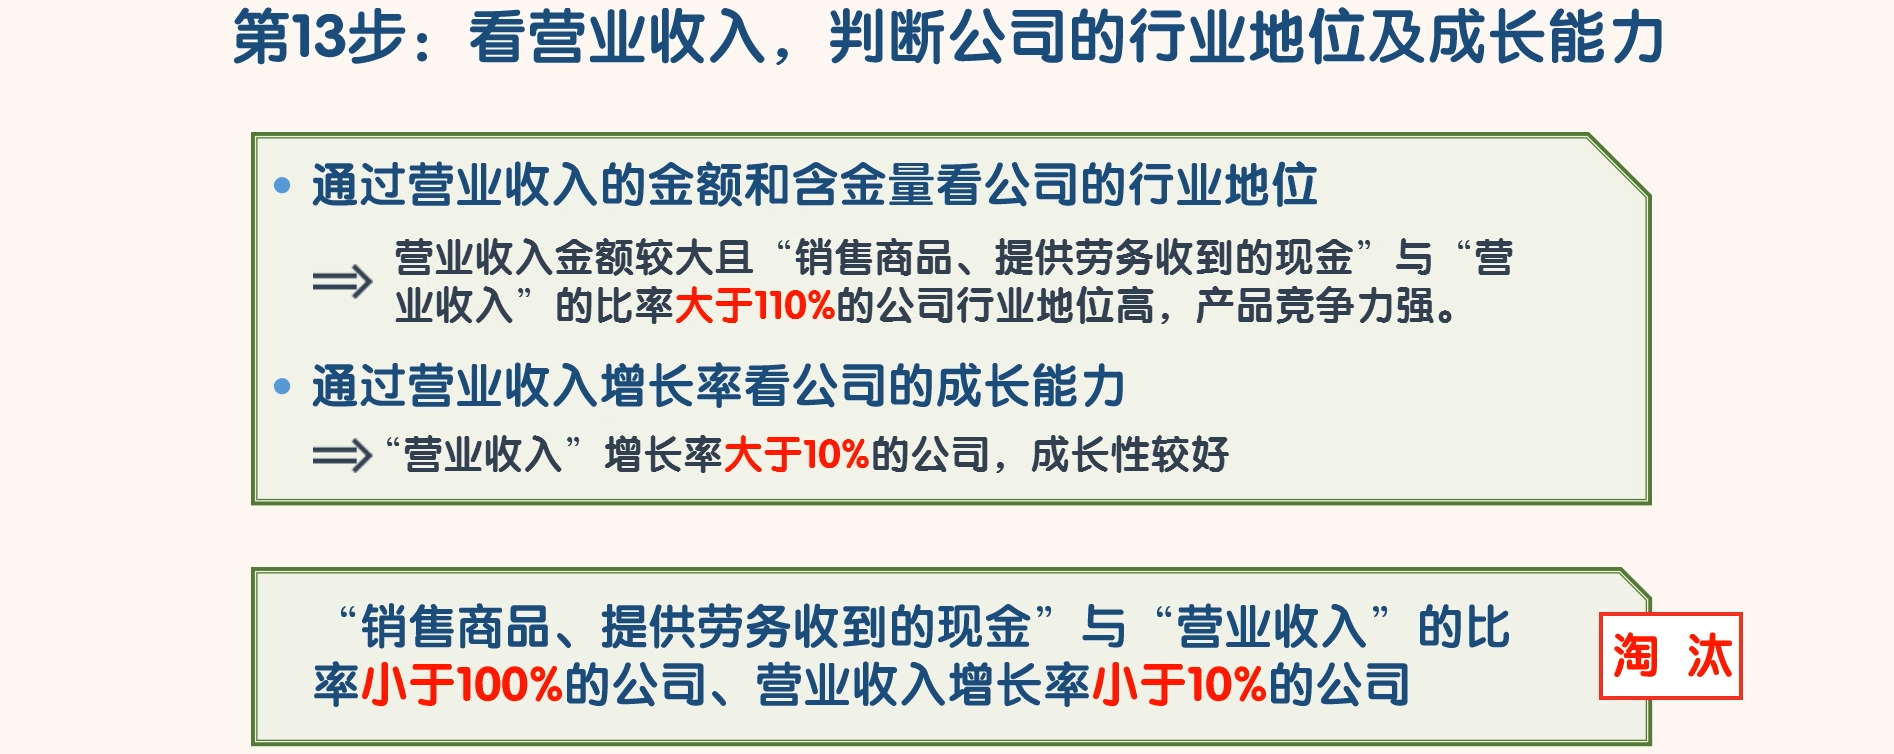 第13步：看营业收入，判断公司的行业地位及成长能力
通过营业收入的金额和含金量看公司的行业地位
营业收入金额较大且“销售商品、提供劳务收到的现金”与“营
业收入”的比率大于110%的公司行业地位高，产品竞争力强。
通过营业收入增长率看公司的成长能力
“营业收入”增长率大于10%的公司，成长性较好
“销售商品、提供劳务收到的现金”与“营业收入”的比
率小于100%的公司、营业收入增长率小于10%的公司
淘 汰